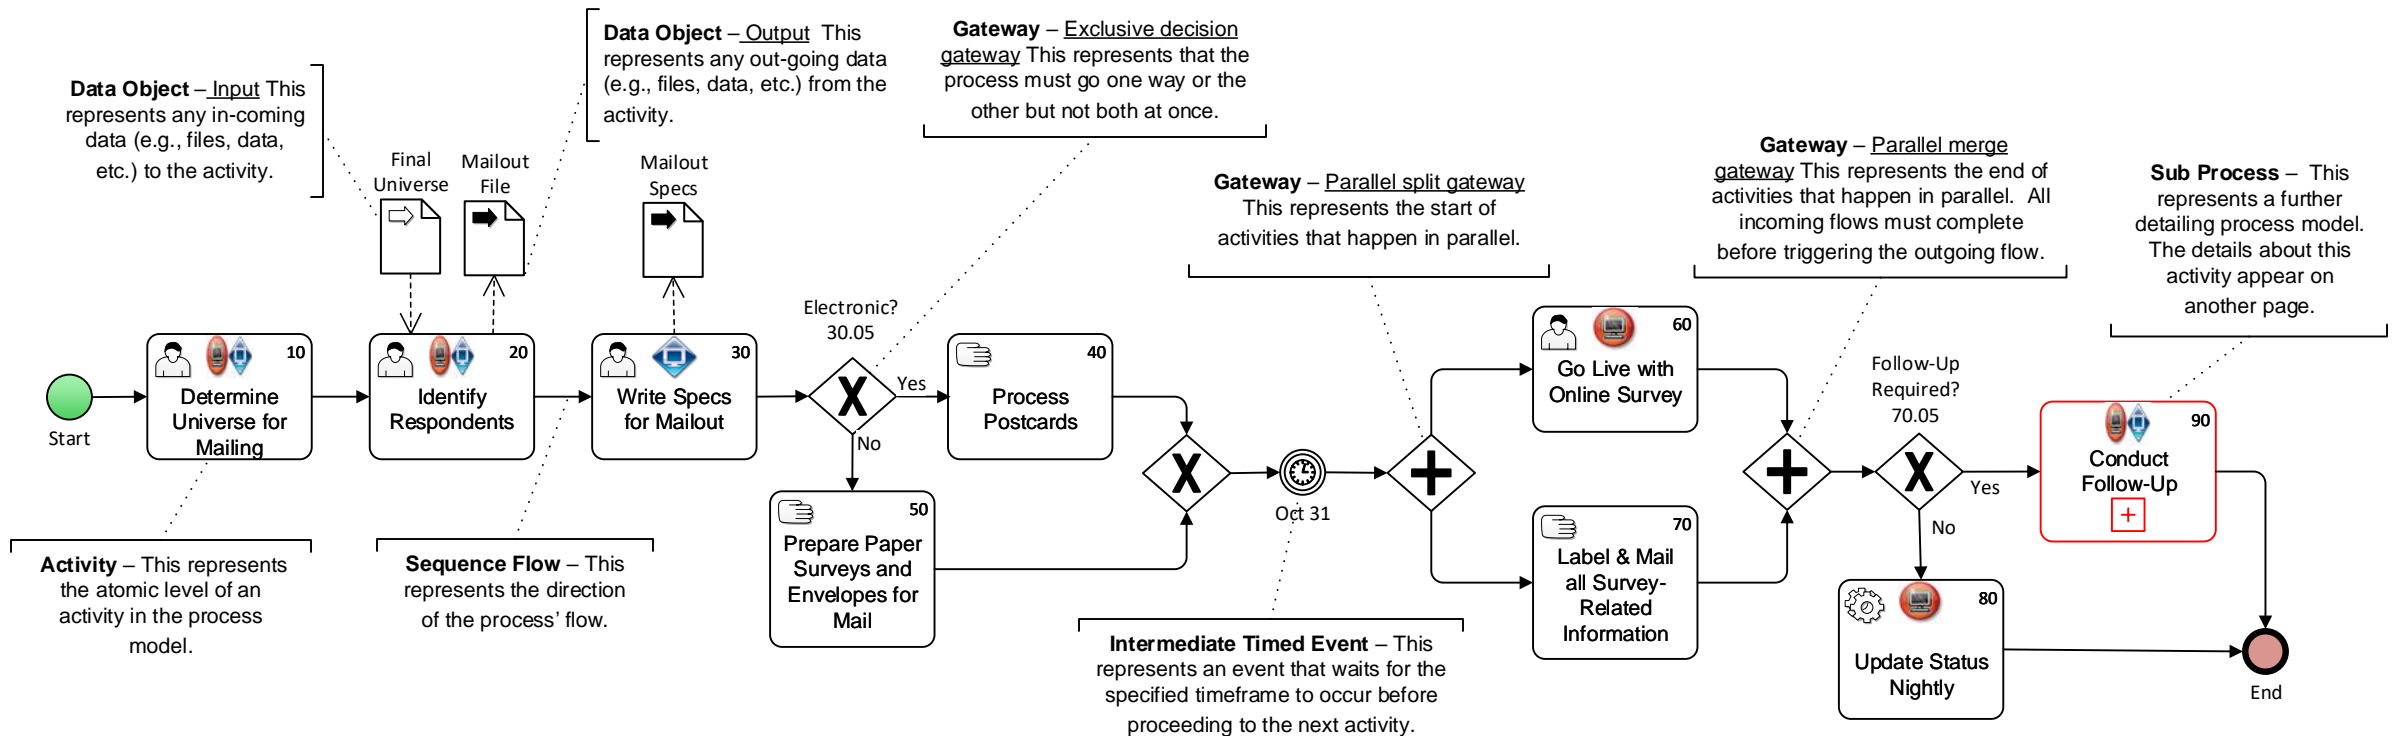 Data Object – Input This
represents any in-coming
data (e.g., files, data,
etc.) to the activity.
Data Object – Output  This
represents any out-going data
(e.g., files, data, etc.) from the
activity.
Gateway – Exclusive decision
gateway This represents that the
process must go one way or the
other but not both at once.
Gateway – Parallel split gateway
This represents the start of
activities that happen in parallel.
Gateway – Parallel merge
gateway This represents the end of
activities that happen in parallel.  All
incoming flows must complete
before triggering the outgoing flow.
Sub Process –  This
represents a further
detailing process model.
The details about this
activity appear on
another page.
Final
Universe
Mailout
File
Mailout
Specs
Start
10
Determine
Universe for
Mailing
20
Identify
Respondents
30
Write Specs
for Mailout
Electronic?
30.05
X
Yes
No
40
Process
Postcards
50
Prepare Paper
Surveys and
Envelopes for
Mail
X
Oct 31
60
Go Live with
Online Survey
70
Label & Mail
all Survey-
Related
Information
Follow-Up
Required?
70.05
X
Yes
No
80
Update Status
Nightly
90
Conduct
Follow-Up
End
Activity – This represents
the atomic level of an
activity in the process
model.
Sequence Flow – This
represents the direction
of the process’ flow.
Intermediate Timed Event – This
represents an event that waits for the
specified timeframe to occur before
proceeding to the next activity.